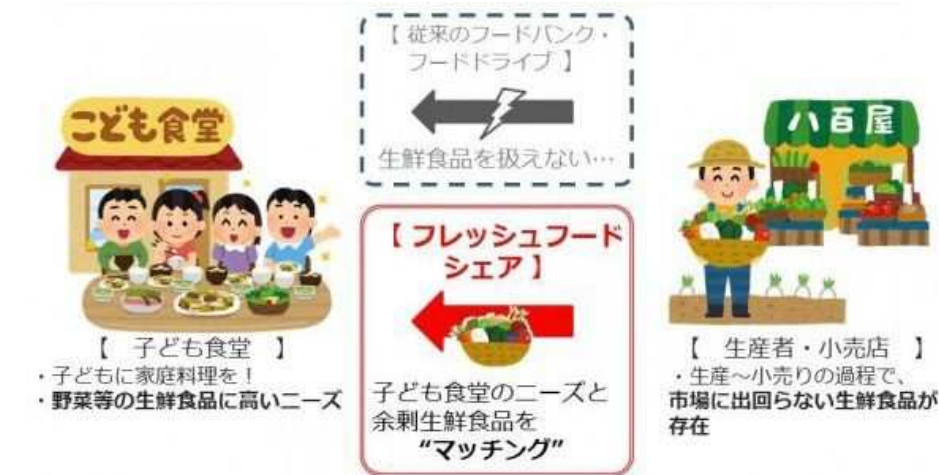 【 従来のフードバンク・
フードドライブ 】
生鮮食品を扱えない…
こども食堂
【 子ども食堂 】
・子どもに家庭料理を!
・野菜等の生鮮食品に高いニーズ
【 フレッシュフード
シェア 】
子ども食堂のニーズと
余剰生鮮食品を
“マッチング”
八百屋
【 生産者・小売店 】
・生産～小売りの過程で、
市場に出回らない生鮮食品が
存在